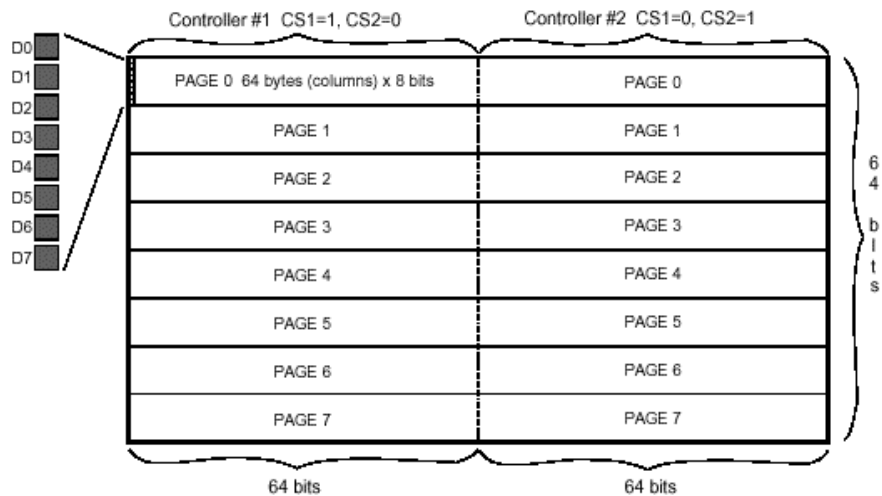 Controller #1 CS1=1, CS2=0
Controller #2 CS1=0, CS2=1
D0
D1
D2
D3
D4
D5
D6
D7
PAGE 0 64 bytes (columns) x 8 bits
PAGE 0
PAGE 1
PAGE 1
PAGE 2
PAGE 2
PAGE 3
PAGE 3
PAGE 4
PAGE 4
PAGE 5
PAGE 5
PAGE 6
PAGE 6
PAGE 7
PAGE 7
64 bIts
64 bits
64 bits